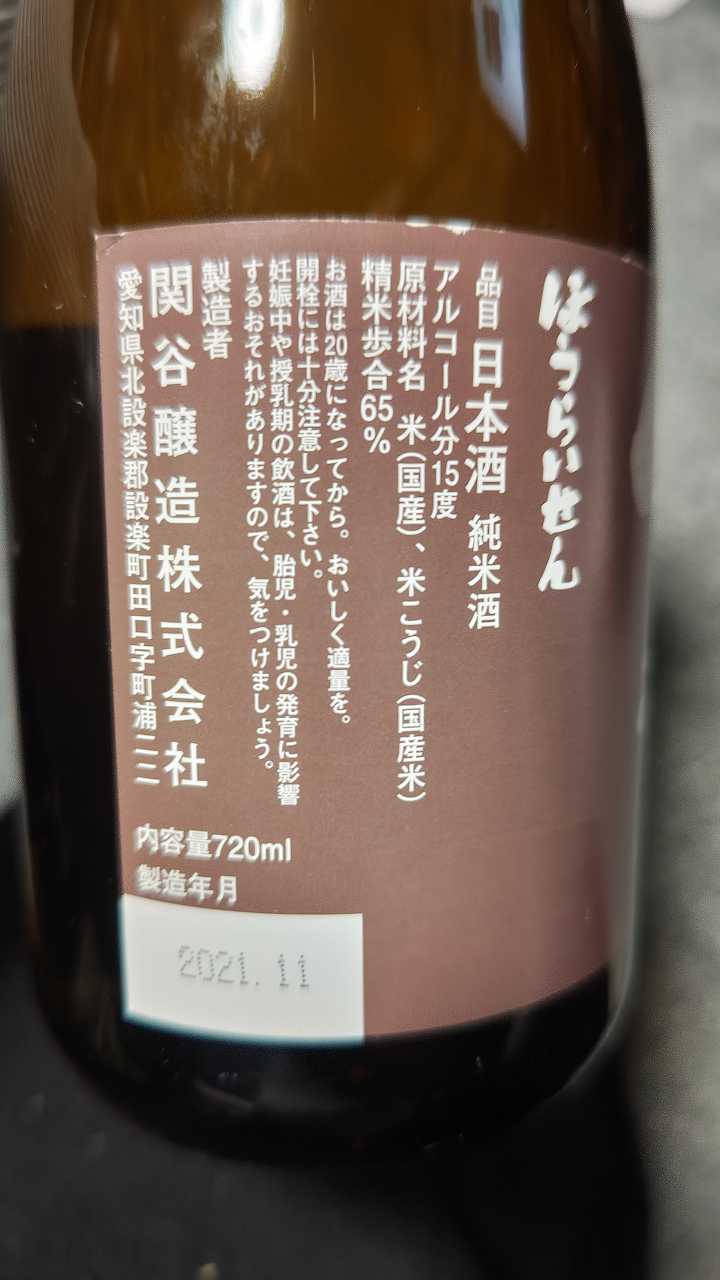 ほうらいせん
品目 日本酒 純米酒
アルコール分15度
原材料名 米(国産)、米こうじ(国産米)
精米歩合65%
お酒は20歳になってから。おいしく適量を。
開栓には十分注意して下さい。
妊娠中や授乳期の飲酒は、胎児・乳児の発育に影響
するおそれがありますので、気をつけましょう。
製造者
関谷醸造株式会社
愛知県北設楽郡設楽町田口字町浦二二
内容量720ml
製造年月
2021.11